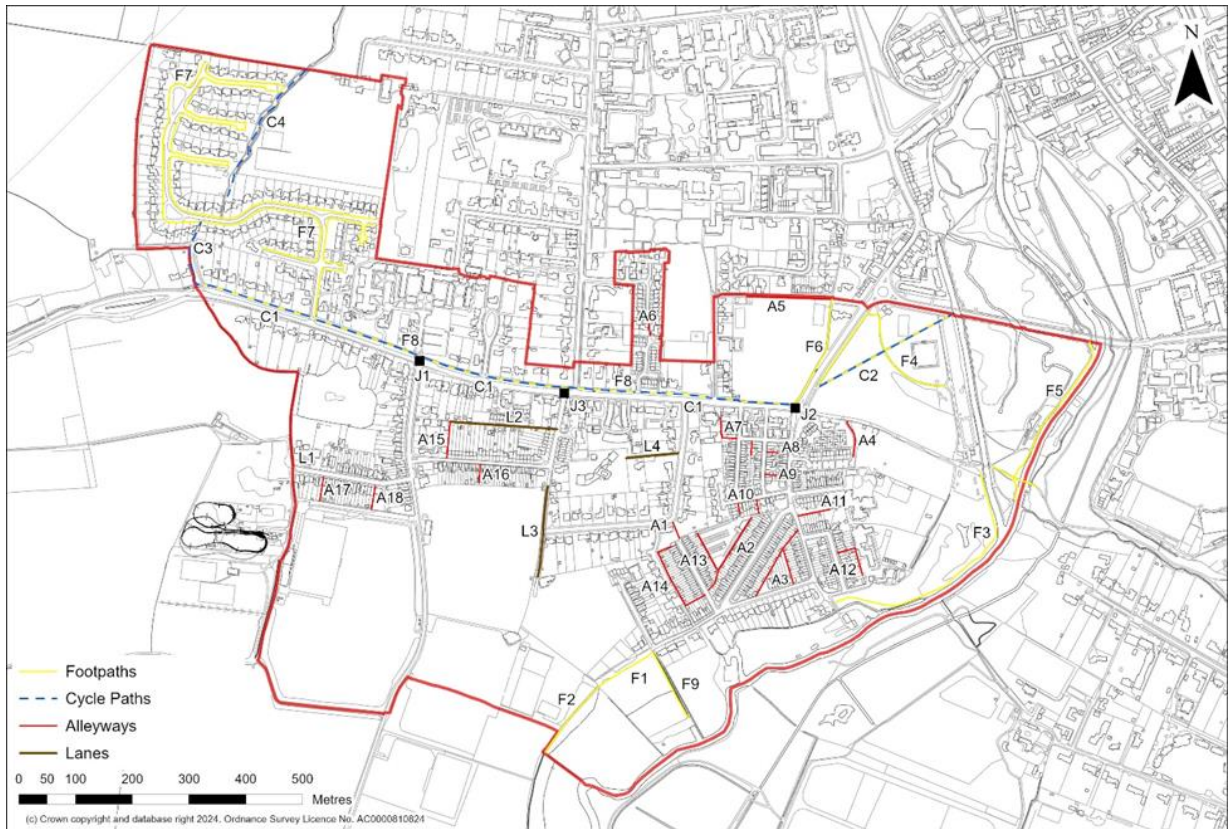 N
F7
C4
F7
C3
C1
A6
A5
F6
F4
C2
F8
J1
C1
F8
J3
C1
J2
F5
L2
A15
L4
A7
A8
A4
L1
A16
A9
A17
A18
A10
A11
L3
A1
A2
F3
A13
A3
A12
A14
F1
F2
F9
Footpaths
Cycle Paths
Alleyways
Lanes
0 50 100 200 300 400 500
Metres
(c) Crown copyright and database right 2024. Ordnance Survey Licence No. AC0000810824